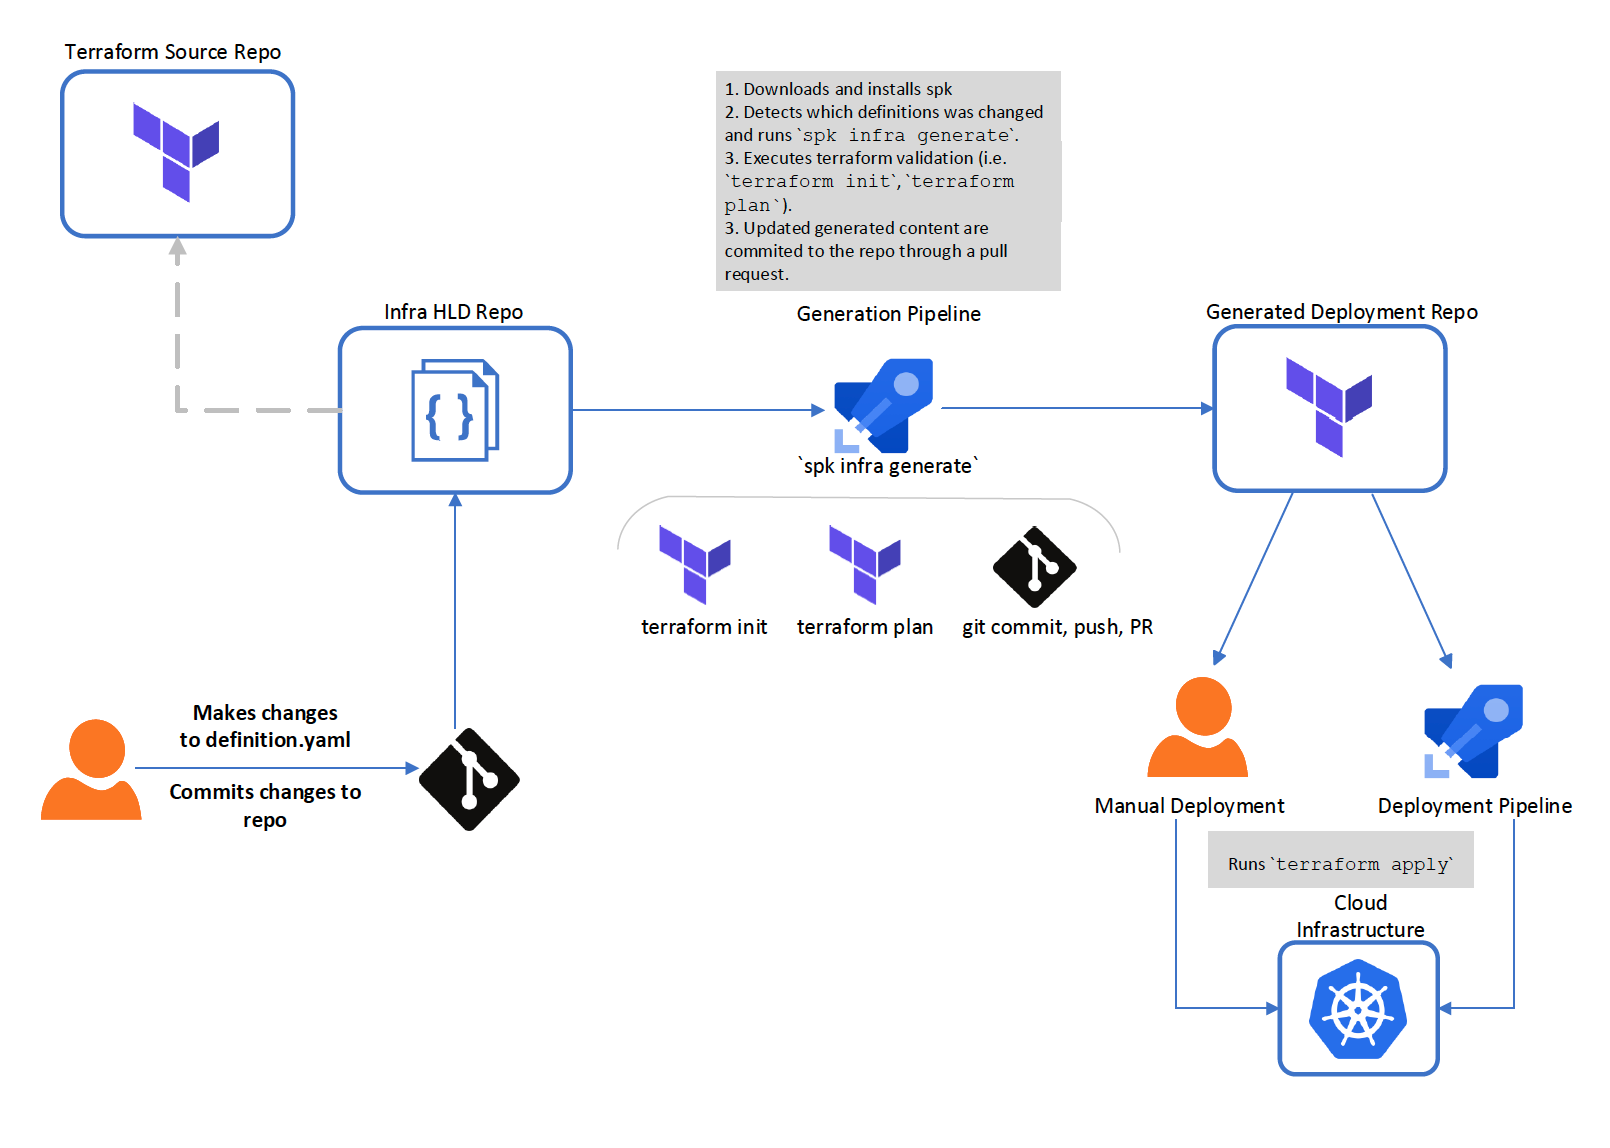 Terraform Source Repo
1. Downloads and installs spk
2. Detects which definitions was changed
and runs `spk infra generate`.
3. Executes terraform validation (i.e.
`terraform init`,`terraform
plan`).
3. Updated generated content are
commited to the repo through a pull
request.
Infra HLD Repo
Generation Pipeline
Generated Deployment Repo
{ }
`spk infra generate`
terraform init
terraform plan
git commit, push, PR
Makes changes
to definition.yaml
Commits changes to
repo
Manual Deployment
Deployment Pipeline
Runs `terraform apply`
Cloud
Infrastructure